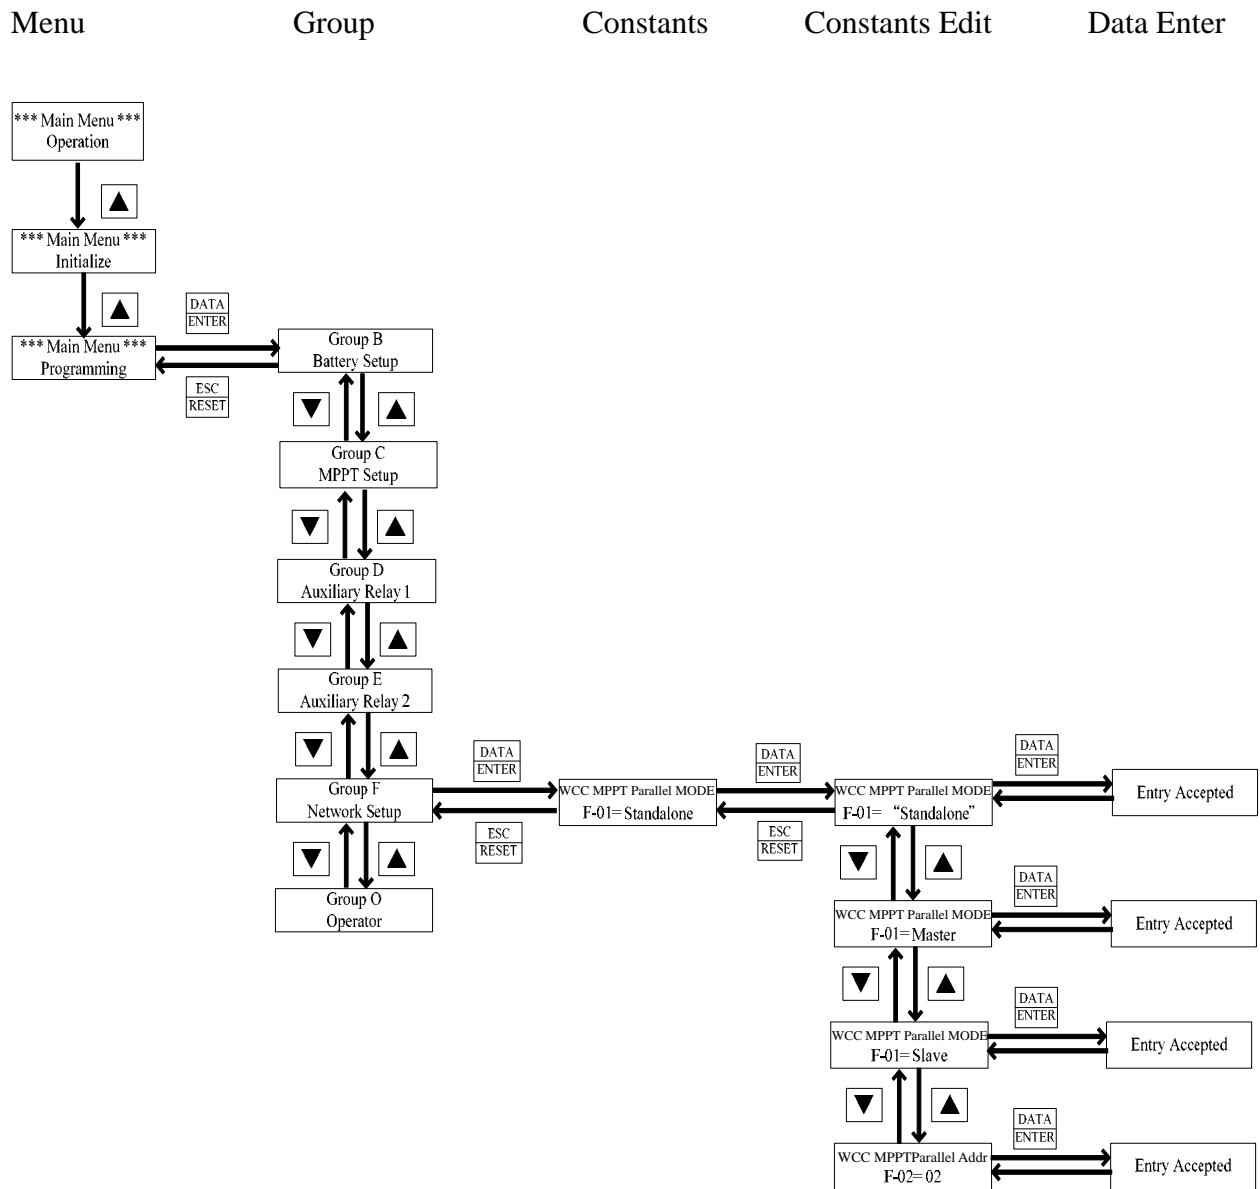 Menu Group Constants Constants Edit Data Enter
*** Main Menu ***
Operation
*** Main Menu ***
Initialize
*** Main Menu ***
Programming
DATA
ENTER
ESC
RESET
Group B
Battery Setup
Group C
MPPT Setup
Group D
Auxiliary Relay 1
Group E
Auxiliary Relay 2
Group F
Network Setup
Group O
Operator
DATA
ENTER
ESC
RESET
WCC MPPT Parallel MODE
F-01= Standalone
DATA
ENTER
ESC
RESET
WCC MPPT Parallel MODE
F-01= “Standalone”
DATA
ENTER
Entry Accepted
WCC MPPT Parallel MODE
F-01= Master
DATA
ENTER
Entry Accepted
WCC MPPT Parallel MODE
F-01= Slave
DATA
ENTER
Entry Accepted
WCC MPPTParallel Addr
F-02= 02
DATA
ENTER
Entry Accepted